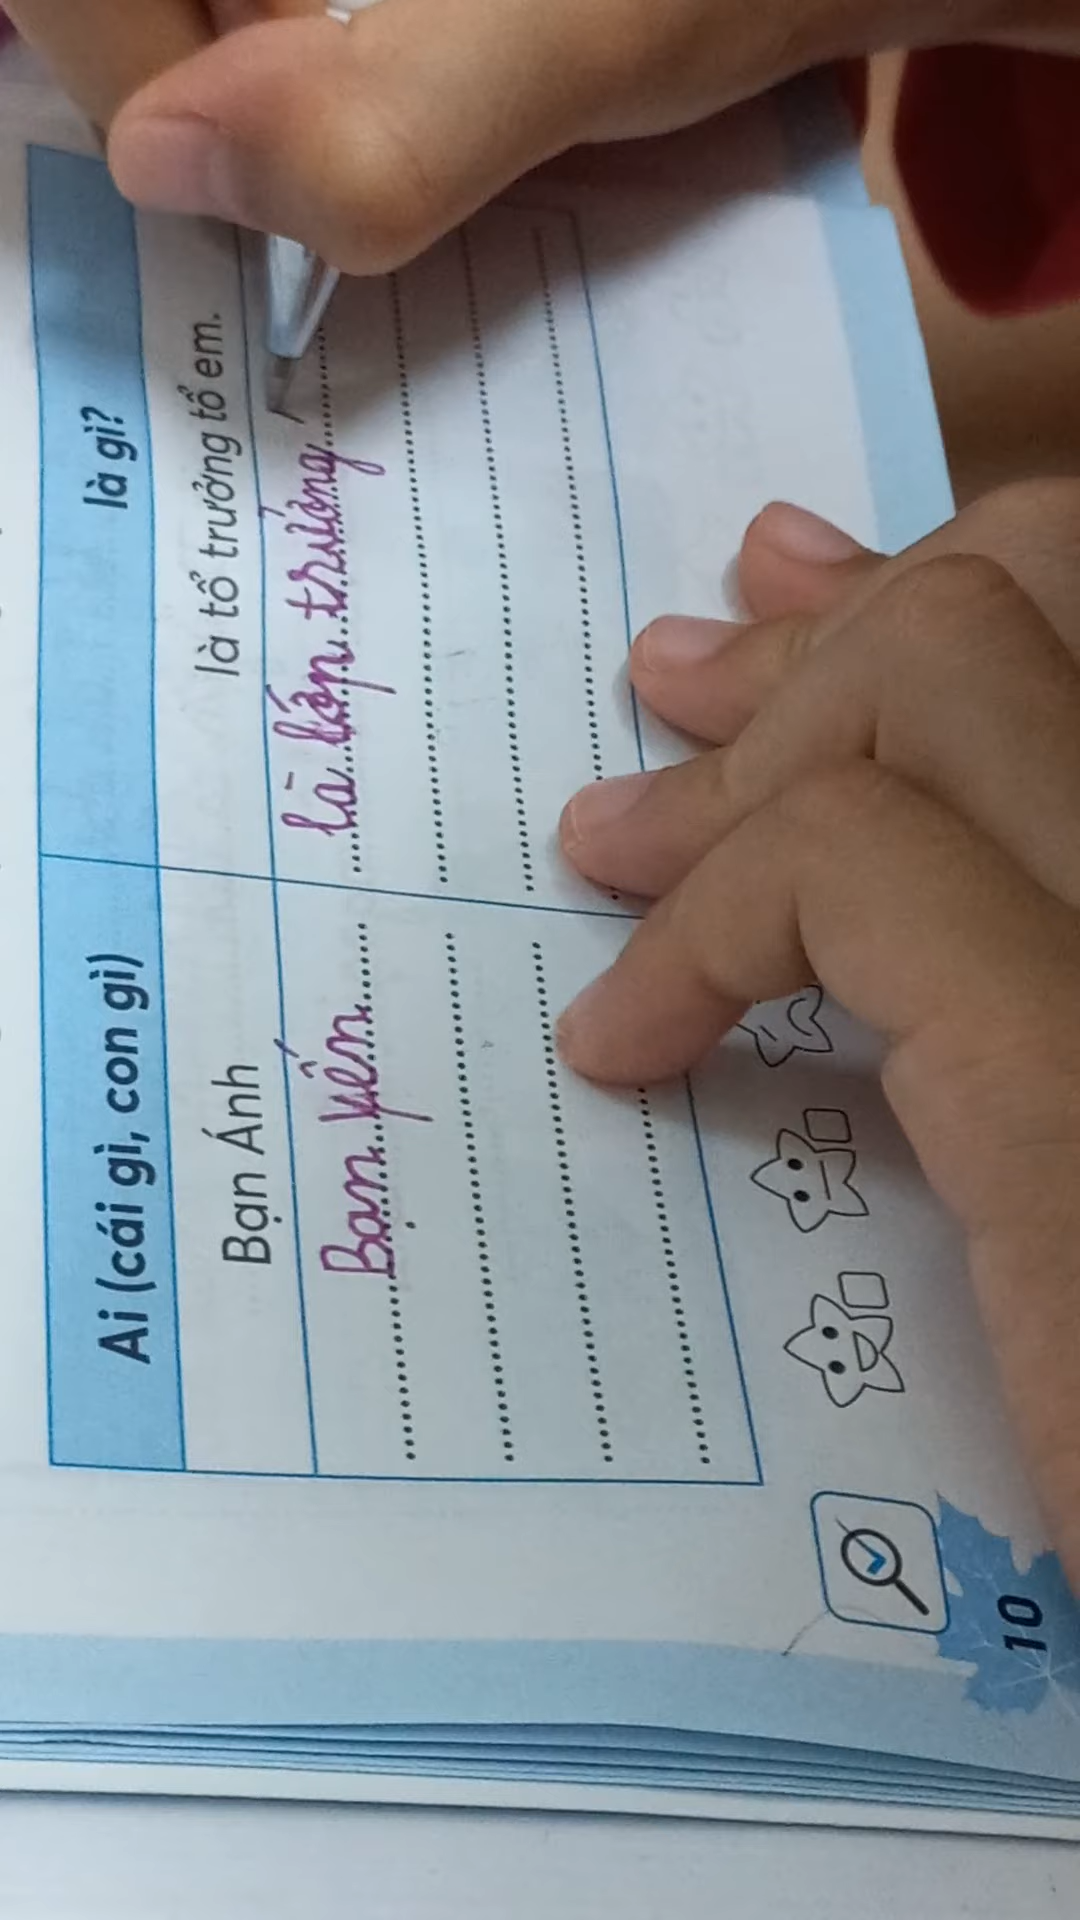 Ai (cái gì, con gì) là gì?
Bạn Ánh là tổ trưởng tổ em.
Bạn yến là lớp trưởng
10